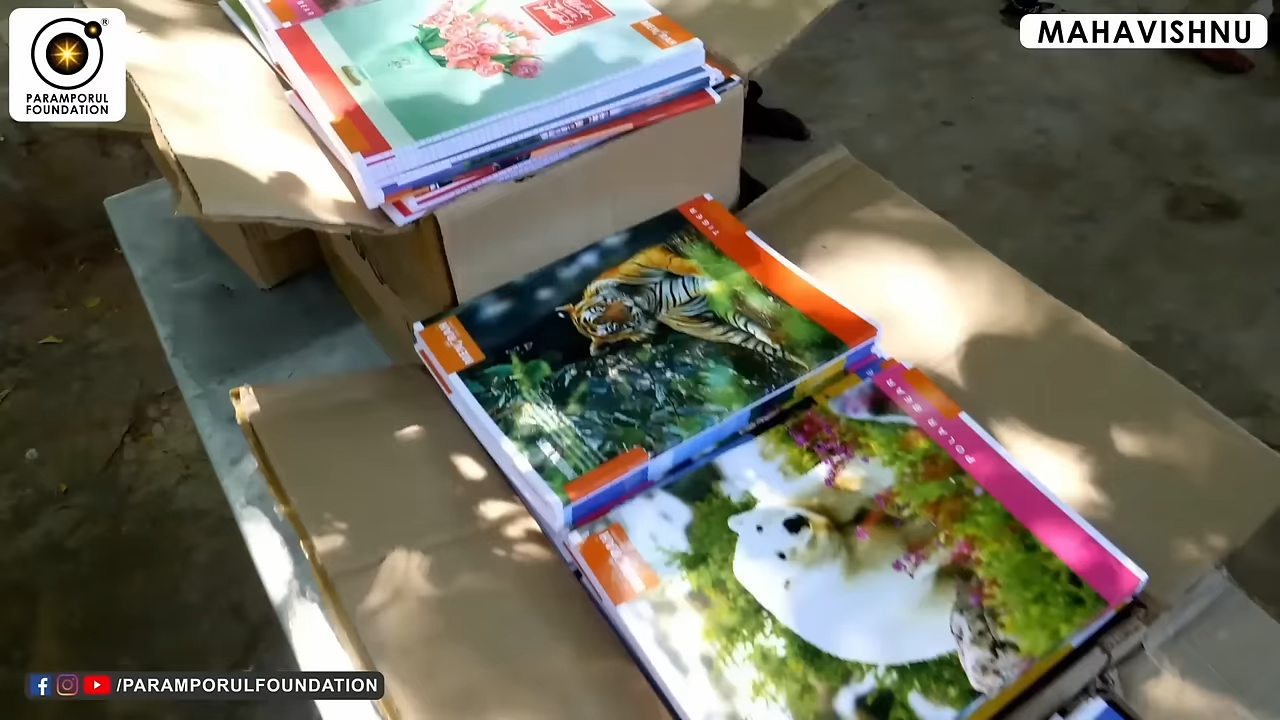 PARAMPORUL
FOUNDATION
®
MAHAVISHNU
TIGER
POLAR BEAR
/PARAMPORULFOUNDATION